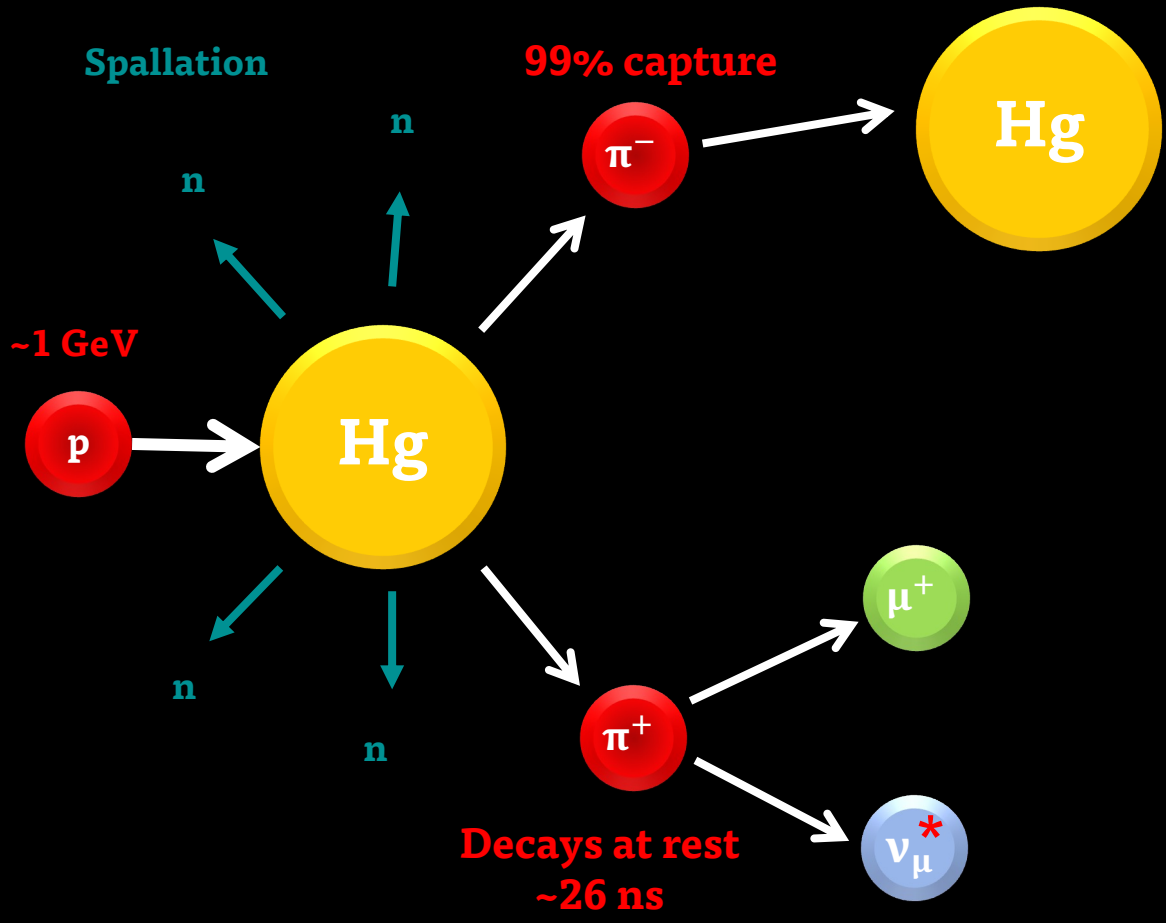 Spallation
99% capture
n
n
π⁻
Hg
~1 GeV
p
Hg
n
n
π⁺
μ⁺
ν_μ*
Decays at rest
~26 ns